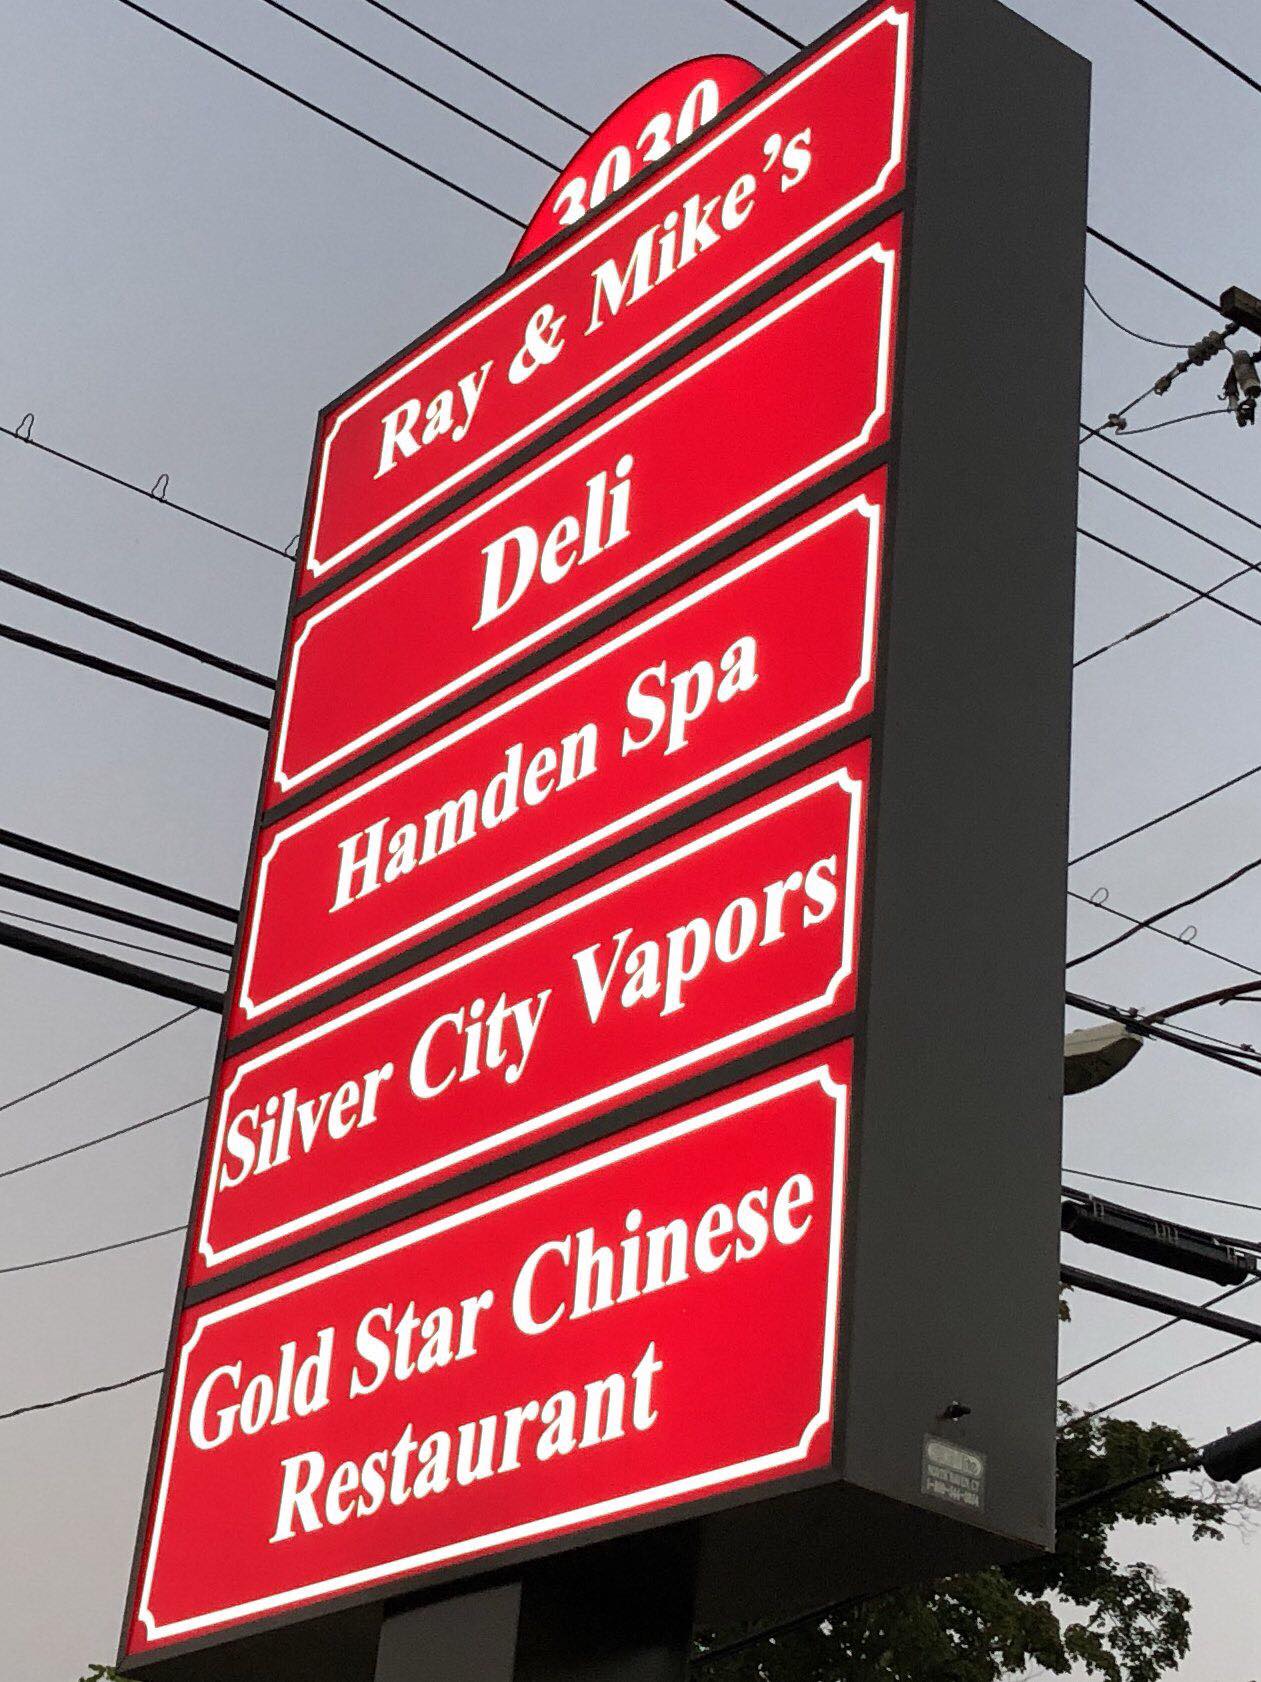 3030
Ray & Mike's
Deli
Hamden Spa
Silver City Vapors
Gold Star Chinese
Restaurant